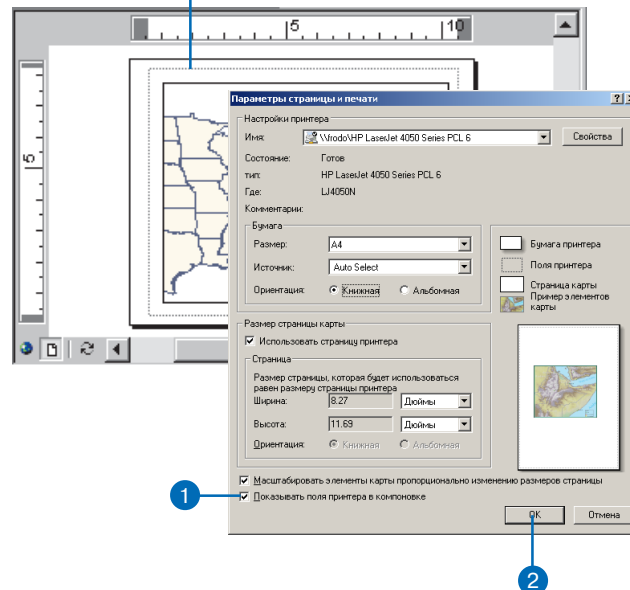 |5 |10
5
Параметры страницы и печати
Настройки принтера
Имя: \\frodo\HP LaserJet 4050 Series PCL 6 Свойства
Состояние: Готов
тип: HP LaserJet 4050 Series PCL 6
Где: LJ4050N
Комментарии:
Бумага
Размер: A4
Источник: Auto Select
Ориентация: Книжная Альбомная
Бумага принтера
Поля принтера
Страница карты
Пример элементов
карты
Размер страницы карты
Использовать страницу принтера
Страница
Размер страницы, которая будет использоваться
равен размеру страницы принтера
Ширина: 8.27 Дюймы
Высота: 11.69 Дюймы
Ориентация: Книжная Альбомная
Масштабировать элементы карты пропорционально изменению размеров страницы
1 Показывать поля принтера в компоновке
OK Отмена
2